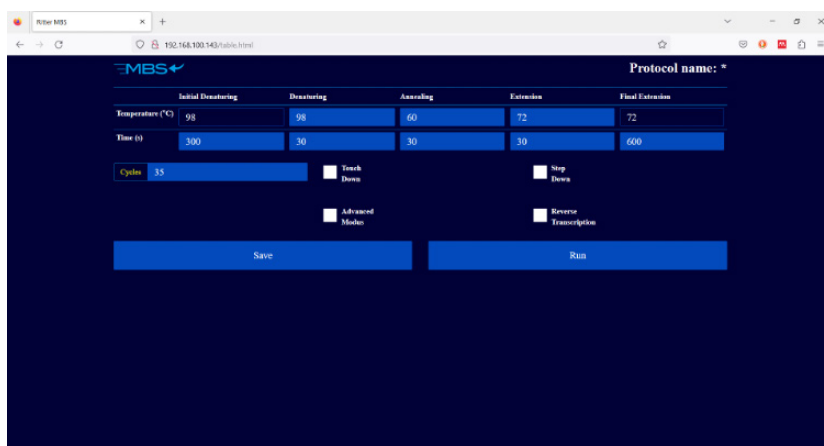 Ritter MBS
192.168.100.143/table.html
MBS
Protocol name: *
Initial Denaturing Denaturing Annealing Extension Final Extension
Temperature (°C) 98 98 60 72 72
Time (s) 300 30 30 30 600
Cycles 35
Touch
Down
Step
Down
Advanced
Modus
Reverse
Transcription
Save Run